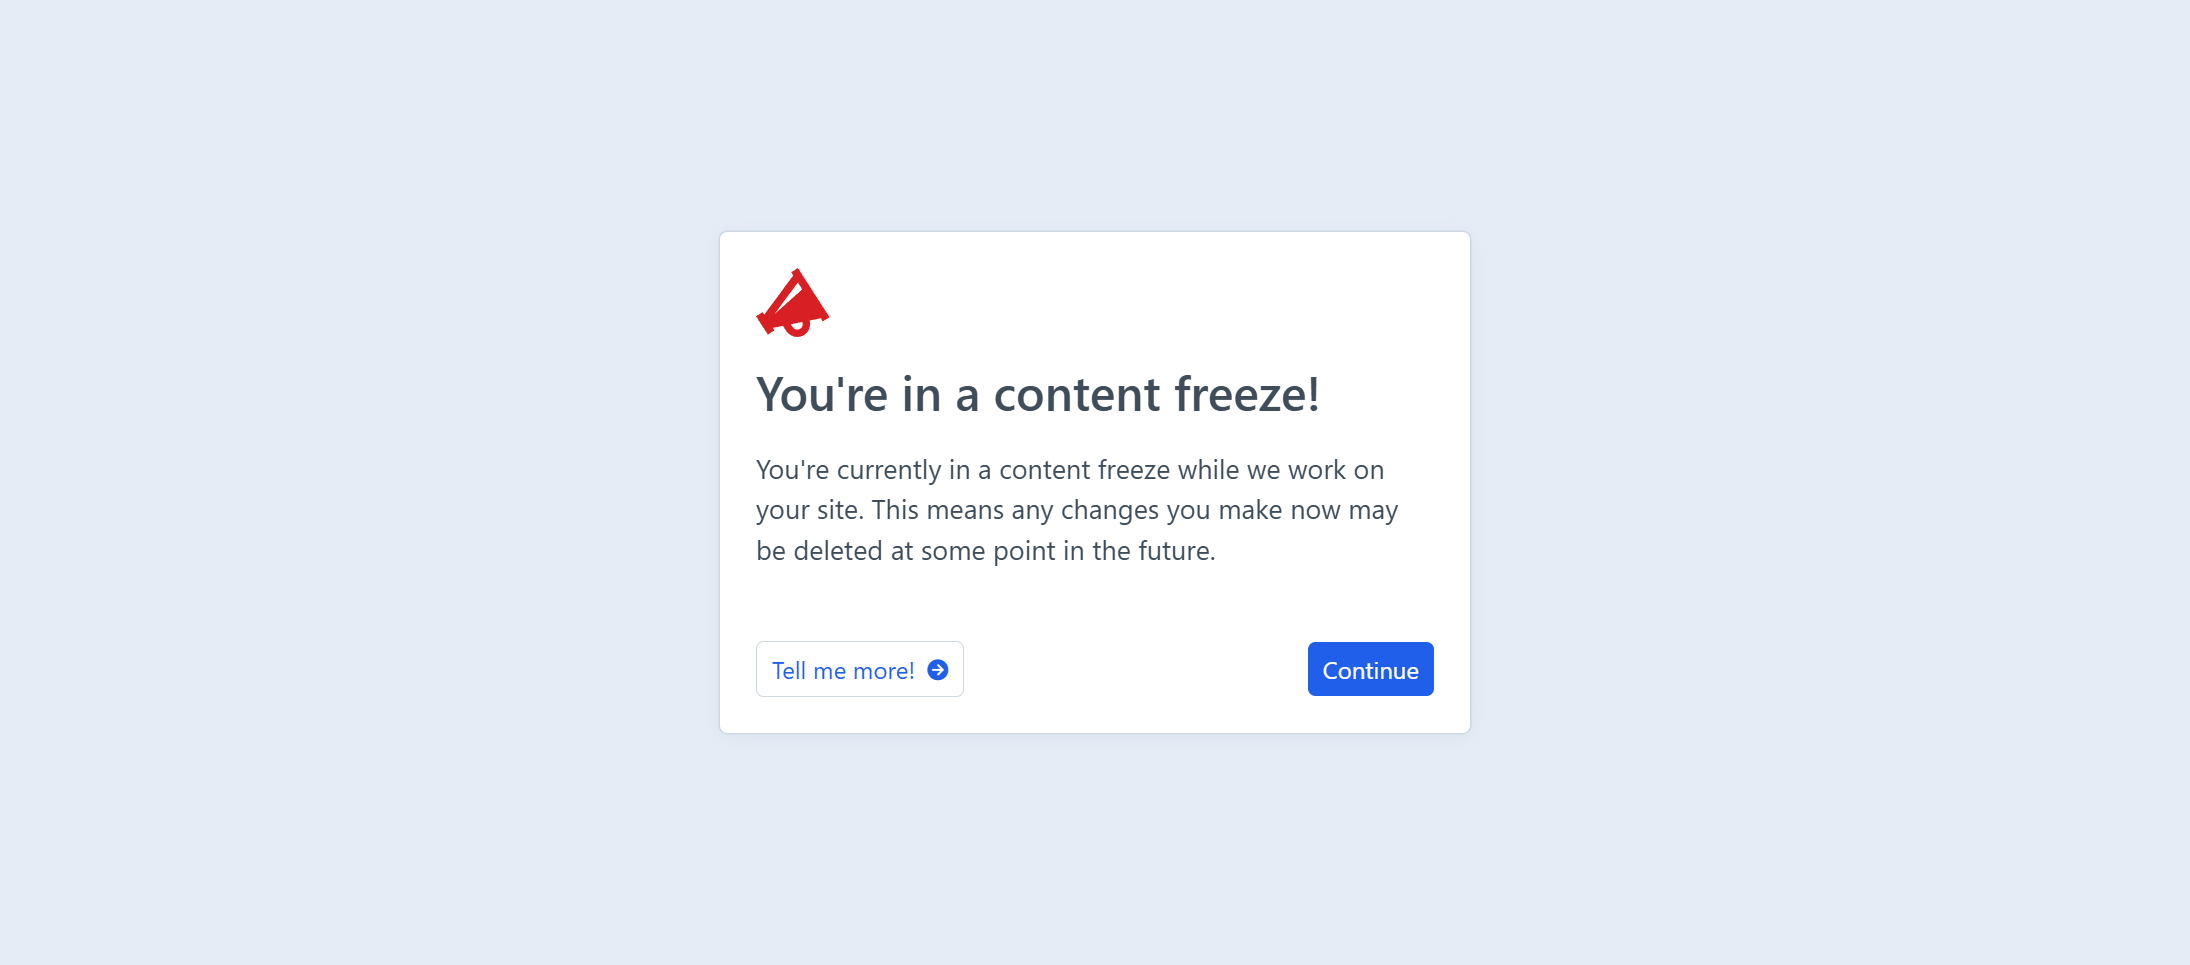 You're in a content freeze!
You're currently in a content freeze while we work on
your site. This means any changes you make now may
be deleted at some point in the future.
Tell me more!
Continue